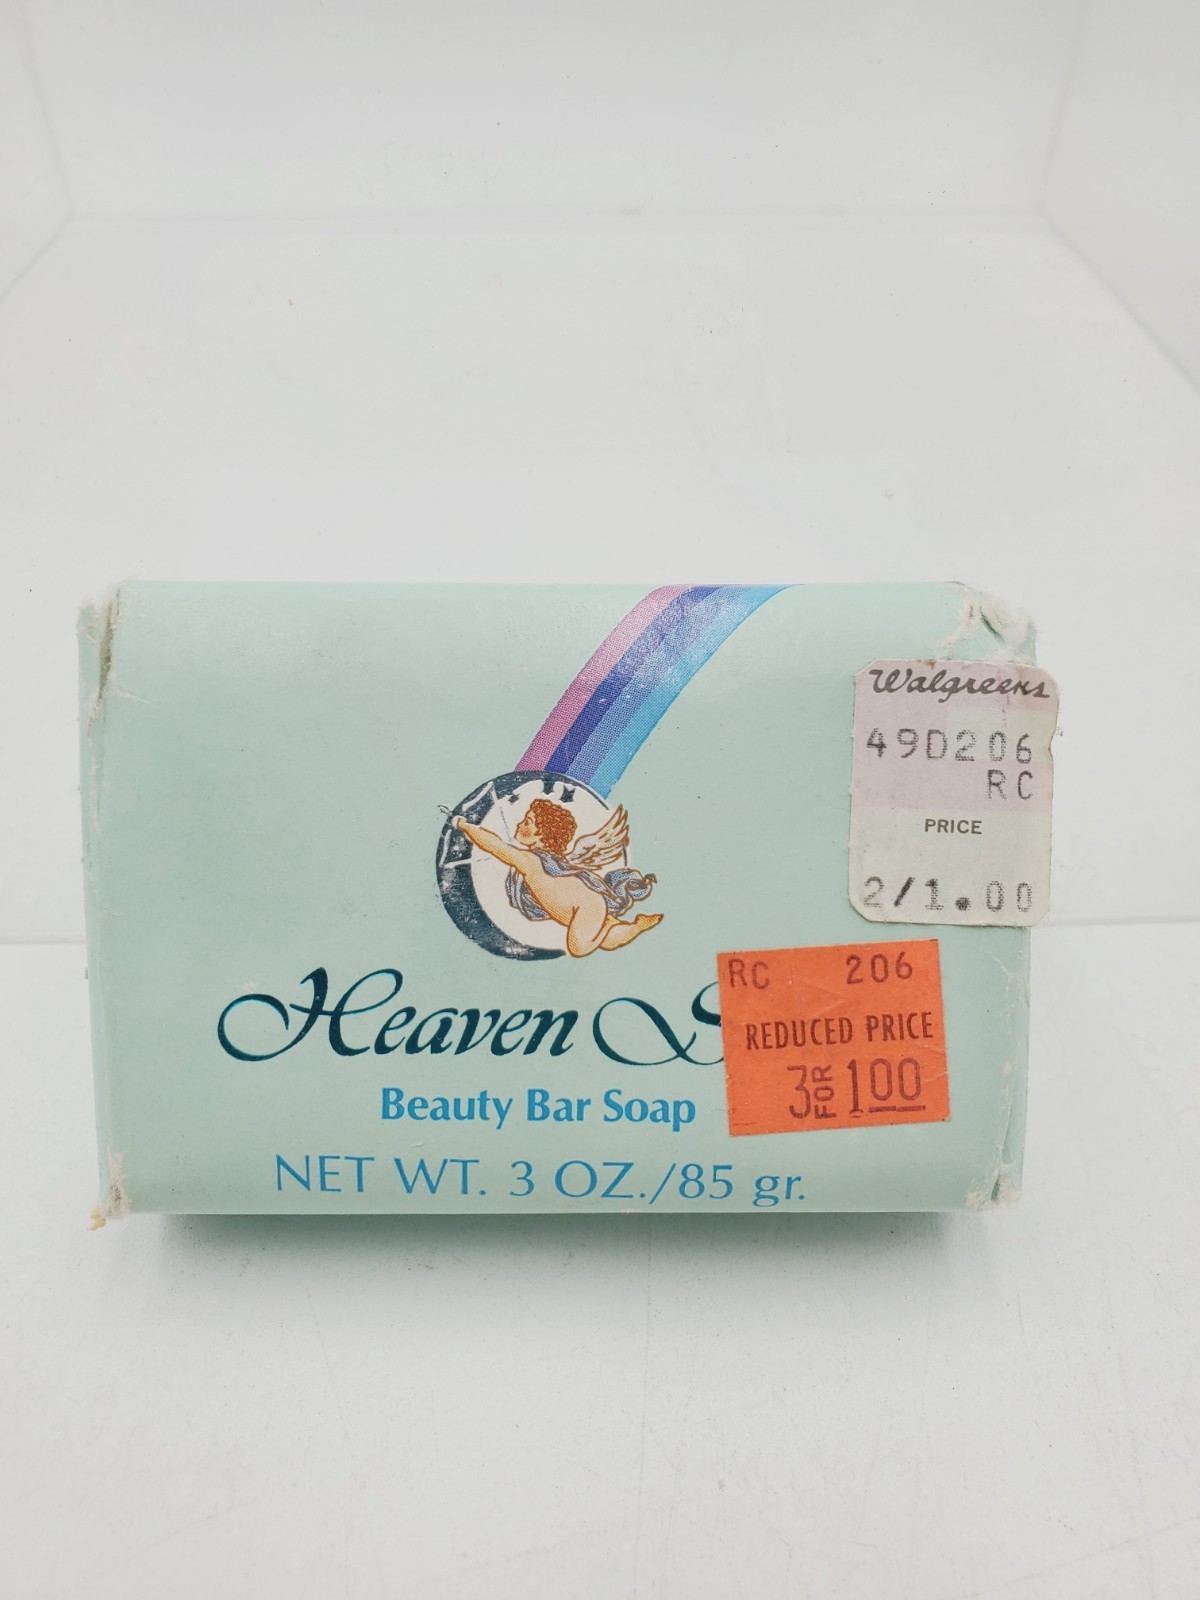 Walgreens
49D206
RC
PRICE
2/1.00
Heaven S
RC 206
REDUCED PRICE
3 FOR 1.00
Beauty Bar Soap
NET WT. 3 OZ./85 gr.